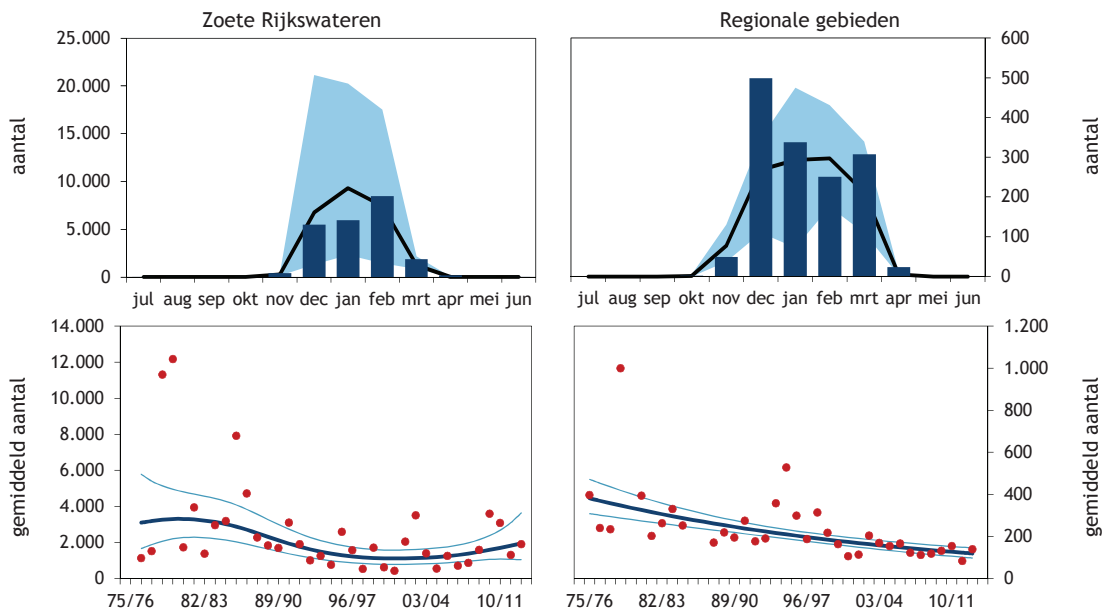 Zoete Rijkswateren
Regionale gebieden
25.000
20.000
15.000
10.000
5.000
0
aantal
jul aug sep okt nov dec jan feb mrt apr mei jun
600
500
400
300
200
100
0
aantal
jul aug sep okt nov dec jan feb mrt apr mei jun
14.000
12.000
10.000
8.000
6.000
4.000
2.000
0
gemiddeld aantal
75/76 82/83 89/90 96/97 03/04 10/11
1.200
1.000
800
600
400
200
0
gemiddeld aantal
75/76 82/83 89/90 96/97 03/04 10/11